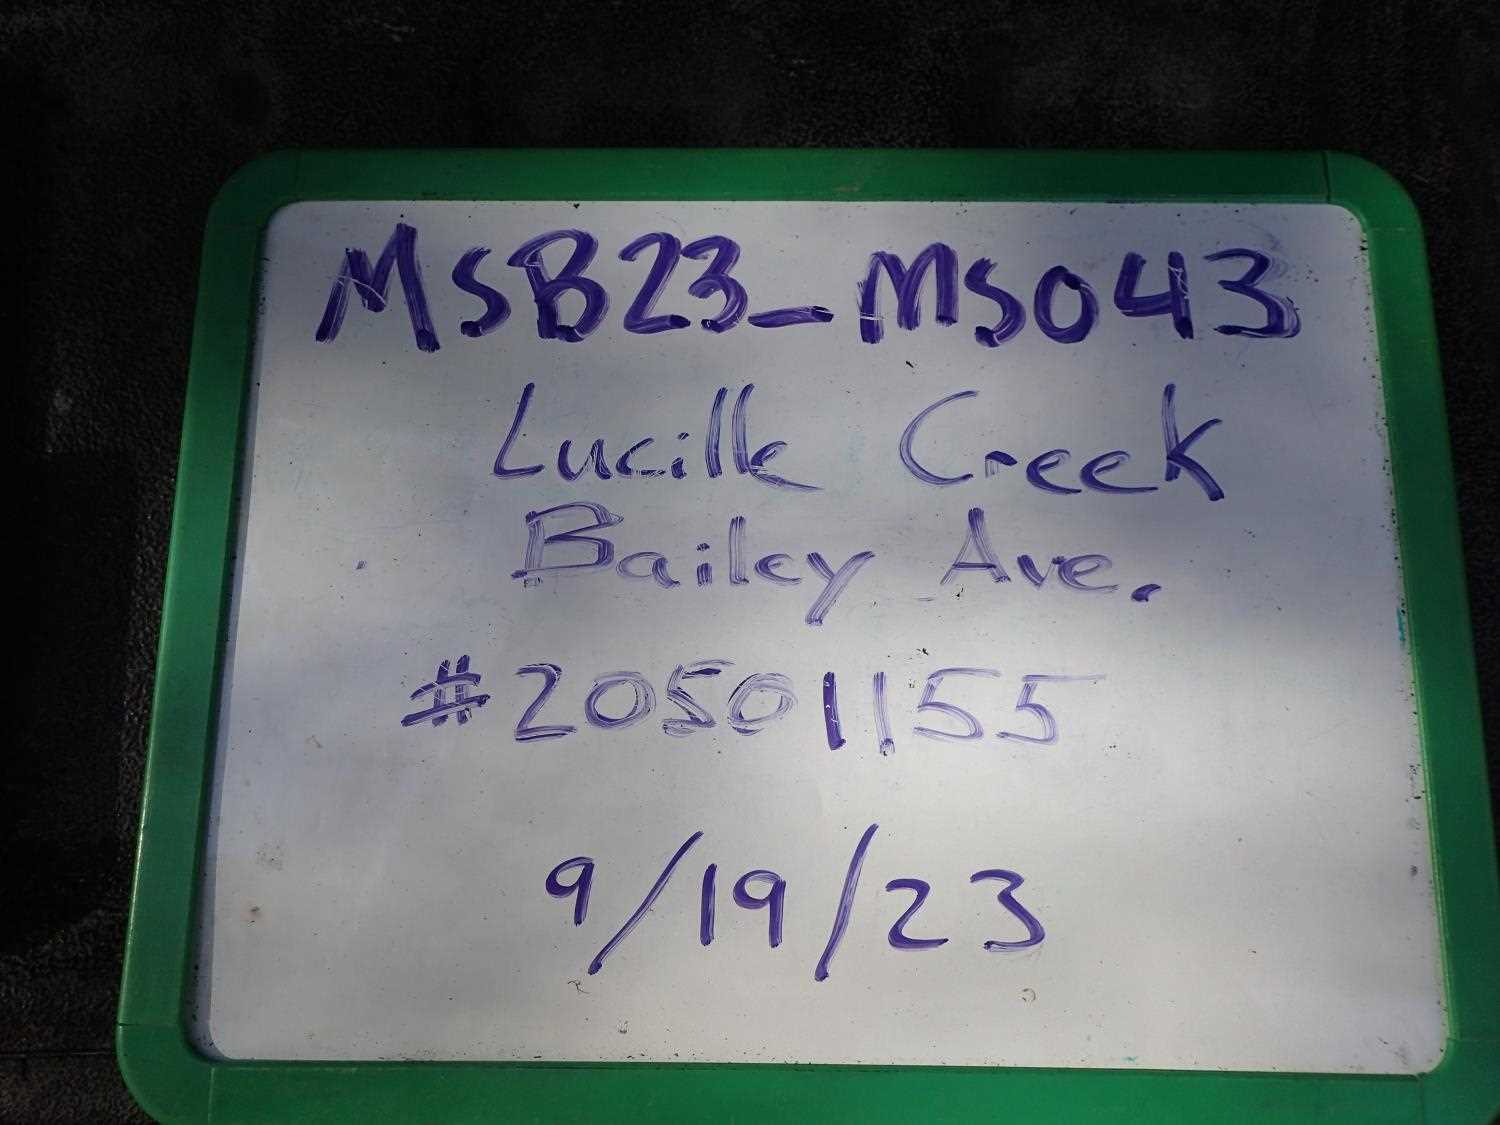 MSB23_MS043
Lucille Creek
Bailey Ave.
#20501155
9/19/23